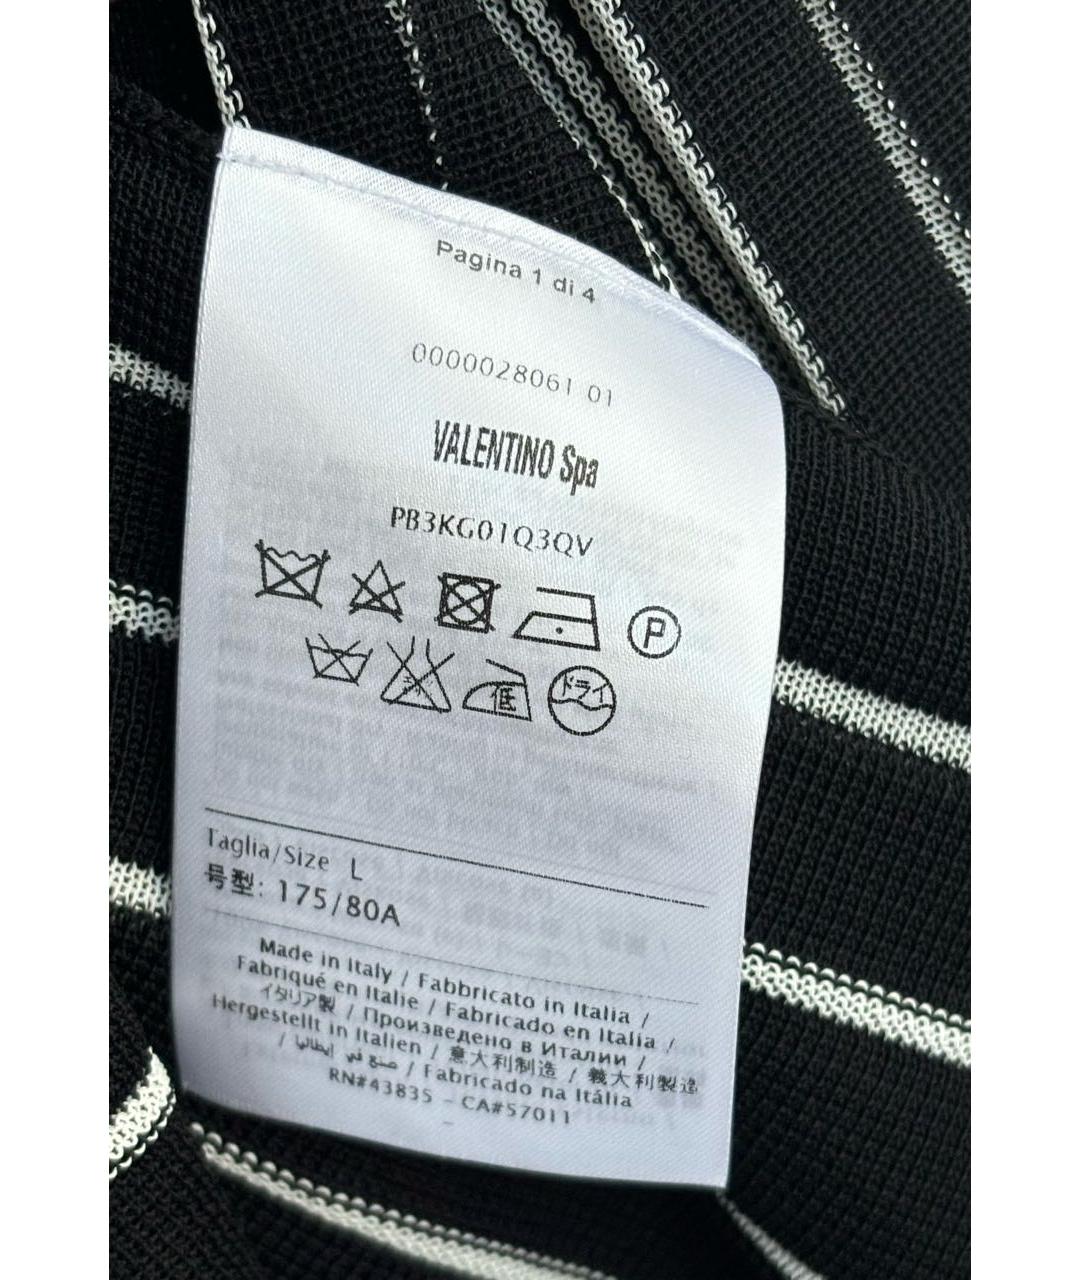 Pagina 1 di 4
0000028061 01
VALENTINO Spa
PB3KG01Q3QV
P
低 ドライ
Taglia/Size L
号型: 175/80A
Made in Italy / Fabbricato in Italia /
Fabriqué en Italie / Fabricado en Italia /
イタリア製 / Произведено в Италии /
Hergestellt in Italien / 意大利制造 / 義大利製造
/ صنع في إيطاليا / Fabricado na Itália
RN#43835 - CA#57011
-